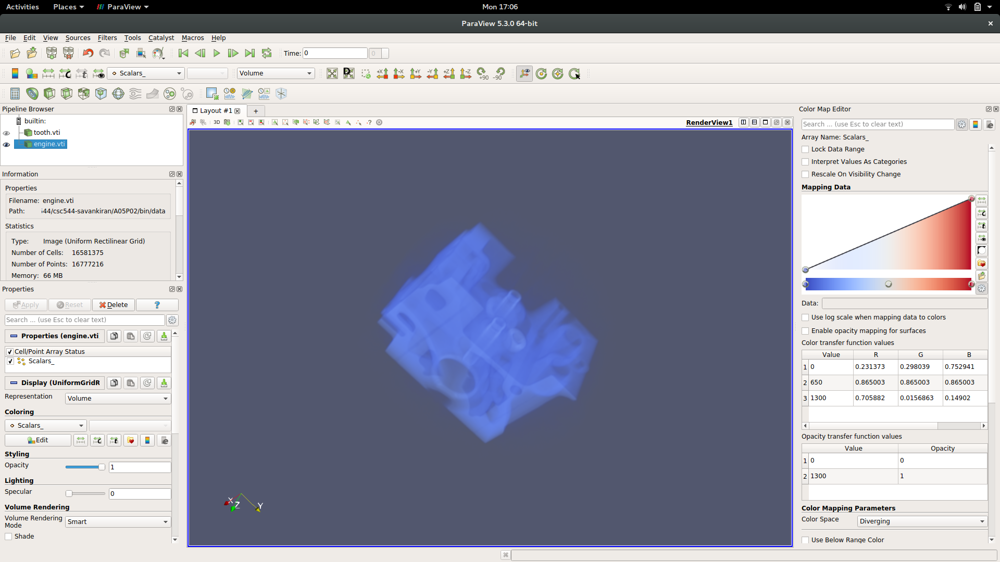 Activities Places ParaView Mon 17:06
ParaView 5.3.0 64-bit
File Edit View Sources Filters Tools Catalyst Macros Help
Time: 0 0
Scalars_ Volume D +X -X +Y -Y +Z -Z +90 -90
Pipeline Browser
builtin:
tooth.vti
engine.vti
Information
Properties
Filename: engine.vti
Path: 544/csc544-savankiran/A05P02/bin/data
Statistics
Type: Image (Uniform Rectilinear Grid)
Number of Cells: 16581375
Number of Points: 16777216
Memory: 66 MB
Properties
Apply Reset Delete ?
Search ... (use Esc to clear text)
Properties (engine.vti
Cell/Point Array Status
Scalars_
Display (UniformGridR
Representation Volume
Coloring
Scalars_
Edit
Styling
Opacity 1
Lighting
Specular 0
Volume Rendering
Volume Rendering Mode Smart
Shade
Layout #1 +
3D ? RenderView1
X Z Y
Color Map Editor
Search ... (use Esc to clear text)
Array Name: Scalars_
Lock Data Range
Interpret Values As Categories
Rescale On Visibility Change
Mapping Data
Data:
Use log scale when mapping data to colors
Enable opacity mapping for surfaces
Color transfer function values
Value R G B
1 0 0.231373 0.298039 0.752941
2 650 0.865003 0.865003 0.865003
3 1300 0.705882 0.0156863 0.14902
Opacity transfer function values
Value Opacity
1 0 0
2 1300 1
Color Mapping Parameters
Color Space Diverging
Use Below Range Color